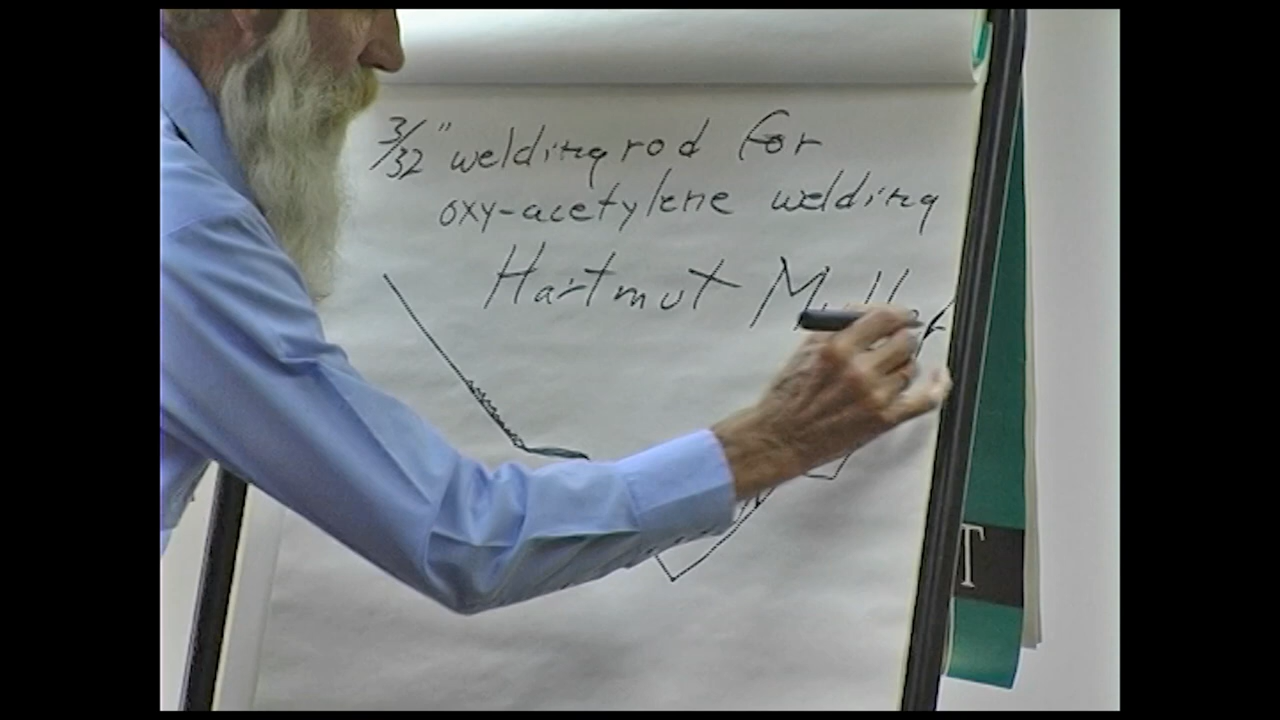 3/32" welding rod for
oxy-acetylene welding
Hartmut
T